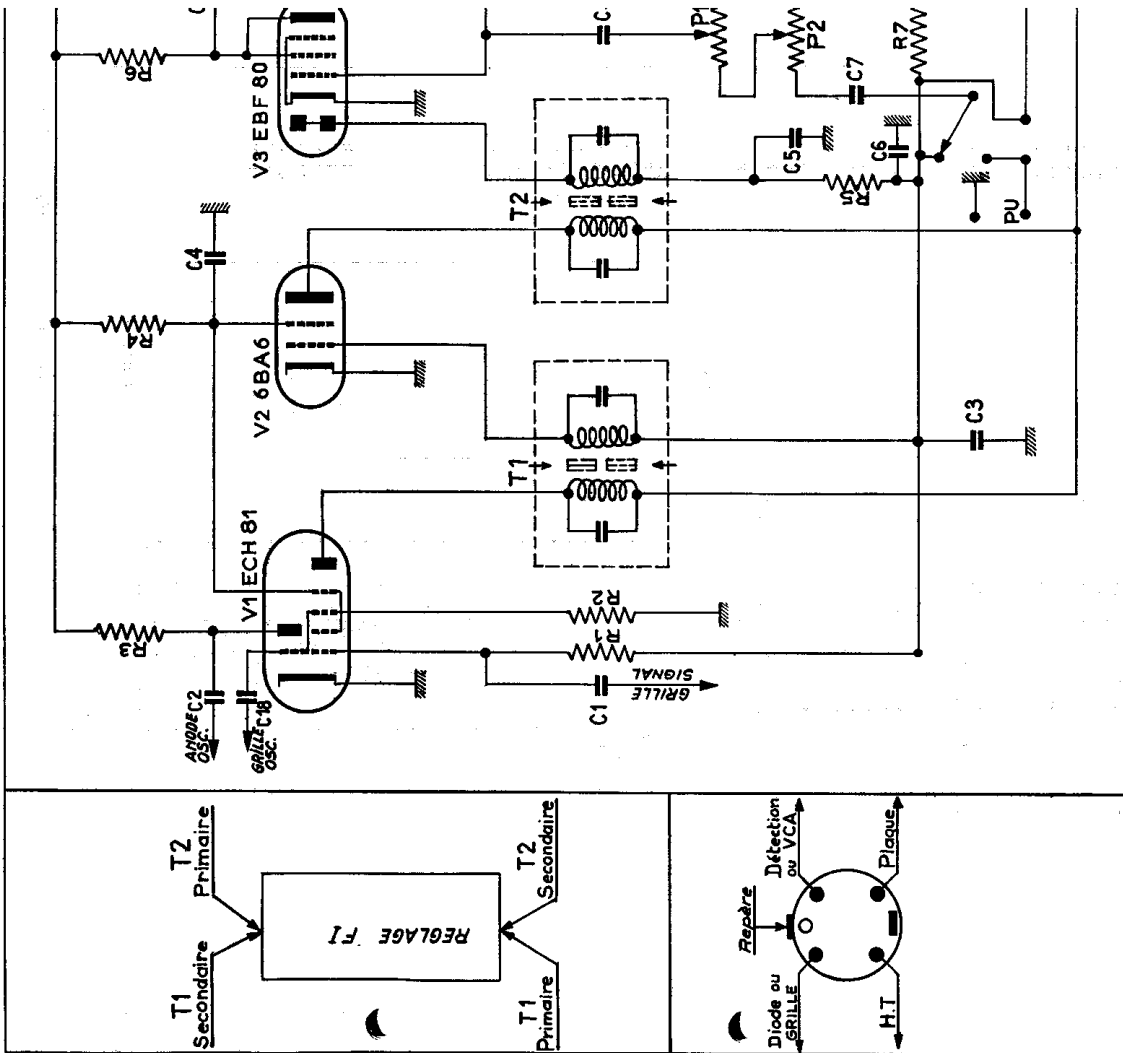 R6
V3 EBF 80
C
P1
P2
R7
C7
C5
C6
R5
PU
T2
C4
R4
V2 6BA6
T1
C3
V1 ECH 81
R3
R2
R1
C2
ANODE
OSC.
C18
GRILLE
OSC.
C1
GRILLE
SIGNAL
T2
Primaire
T1
Secondaire
REGLAGE FI
T2
Secondaire
T1
Primaire
Détection
ou VCA
Plaque
Repère
Diode ou
GRILLE
H.T